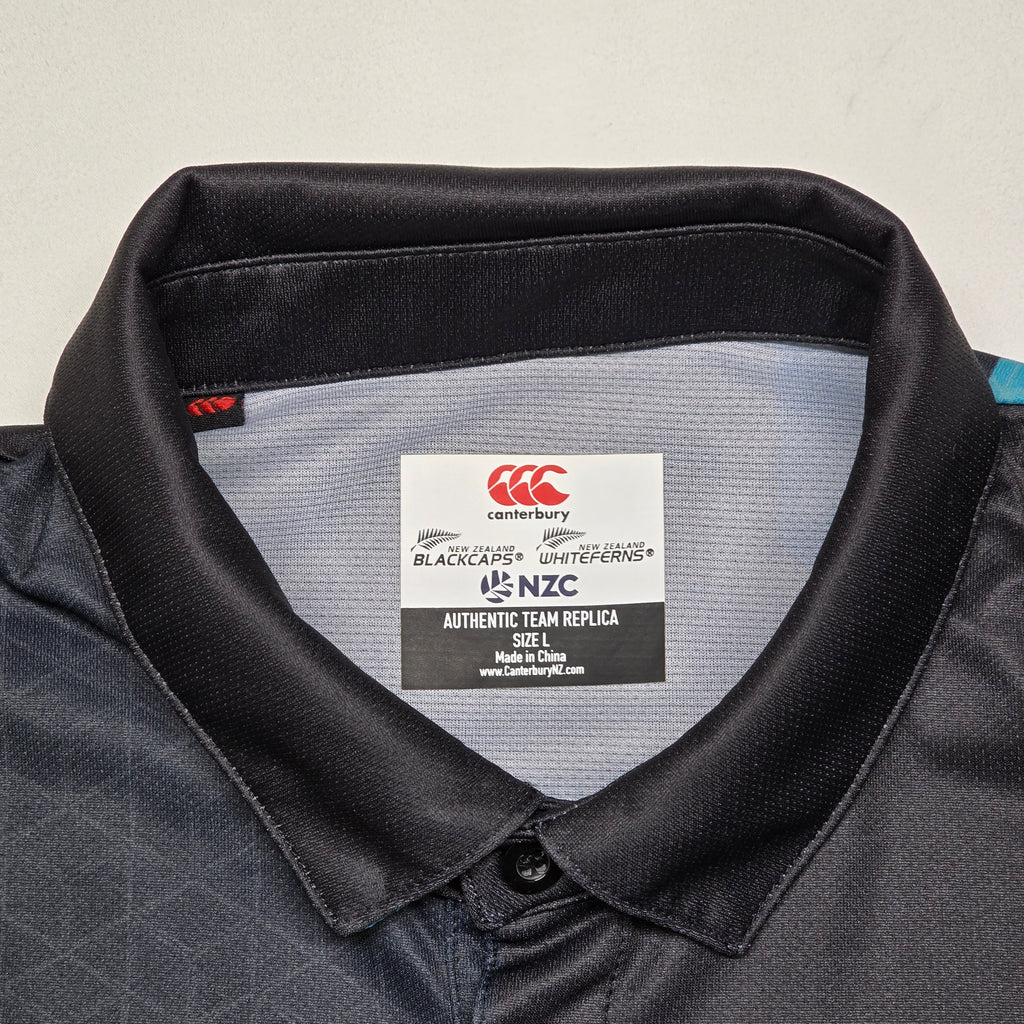 canterbury
NEW ZEALAND
BLACKCAPS®
NEW ZEALAND
WHITEFERNS®
NZC
AUTHENTIC TEAM REPLICA
SIZE L
Made in China
www.CanterburyNZ.com